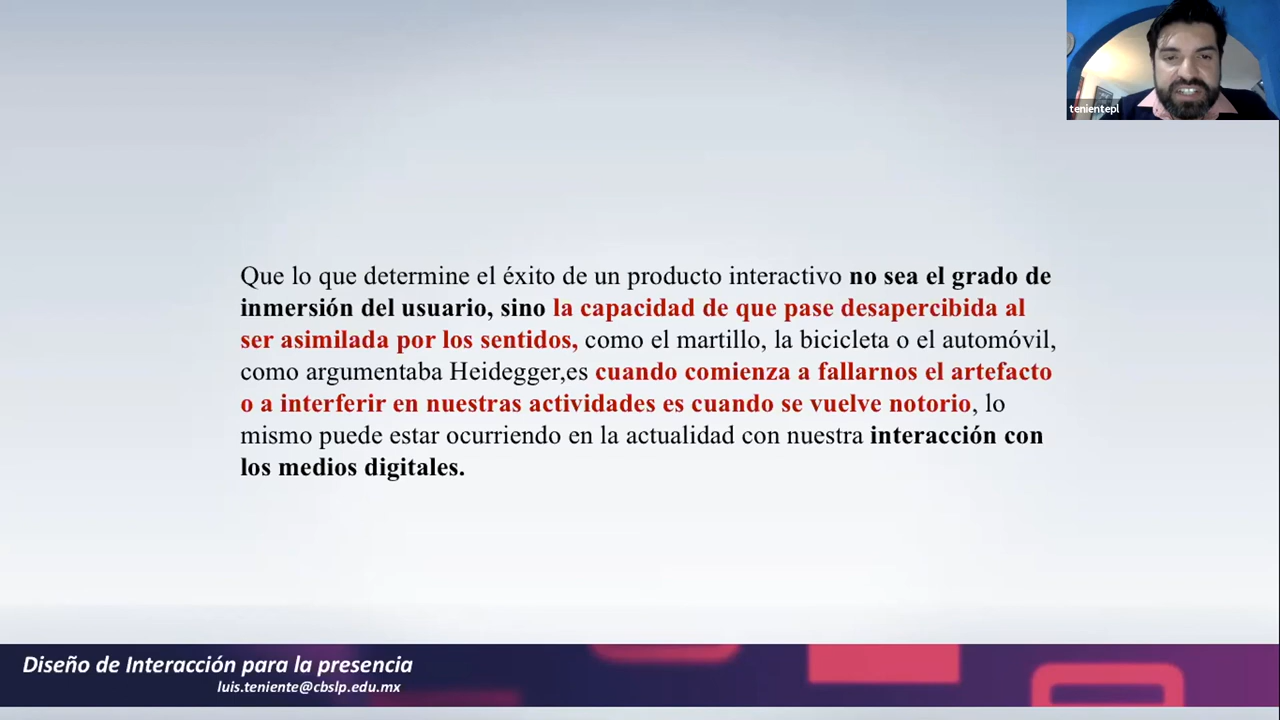 tenientepl
Que lo que determine el éxito de un producto interactivo no sea el grado de
inmersión del usuario, sino la capacidad de que pase desapercibida al
ser asimilada por los sentidos, como el martillo, la bicicleta o el automóvil,
como argumentaba Heidegger,es cuando comienza a fallarnos el artefacto
o a interferir en nuestras actividades es cuando se vuelve notorio, lo
mismo puede estar ocurriendo en la actualidad con nuestra interacción con
los medios digitales.
Diseño de Interacción para la presencia
luis.teniente@cbslp.edu.mx